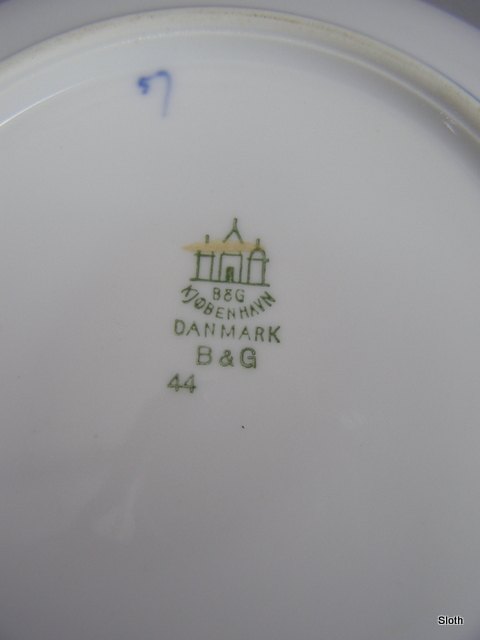 57
B&G
KJØBENHAVN
DANMARK
B & G
44
Sloth